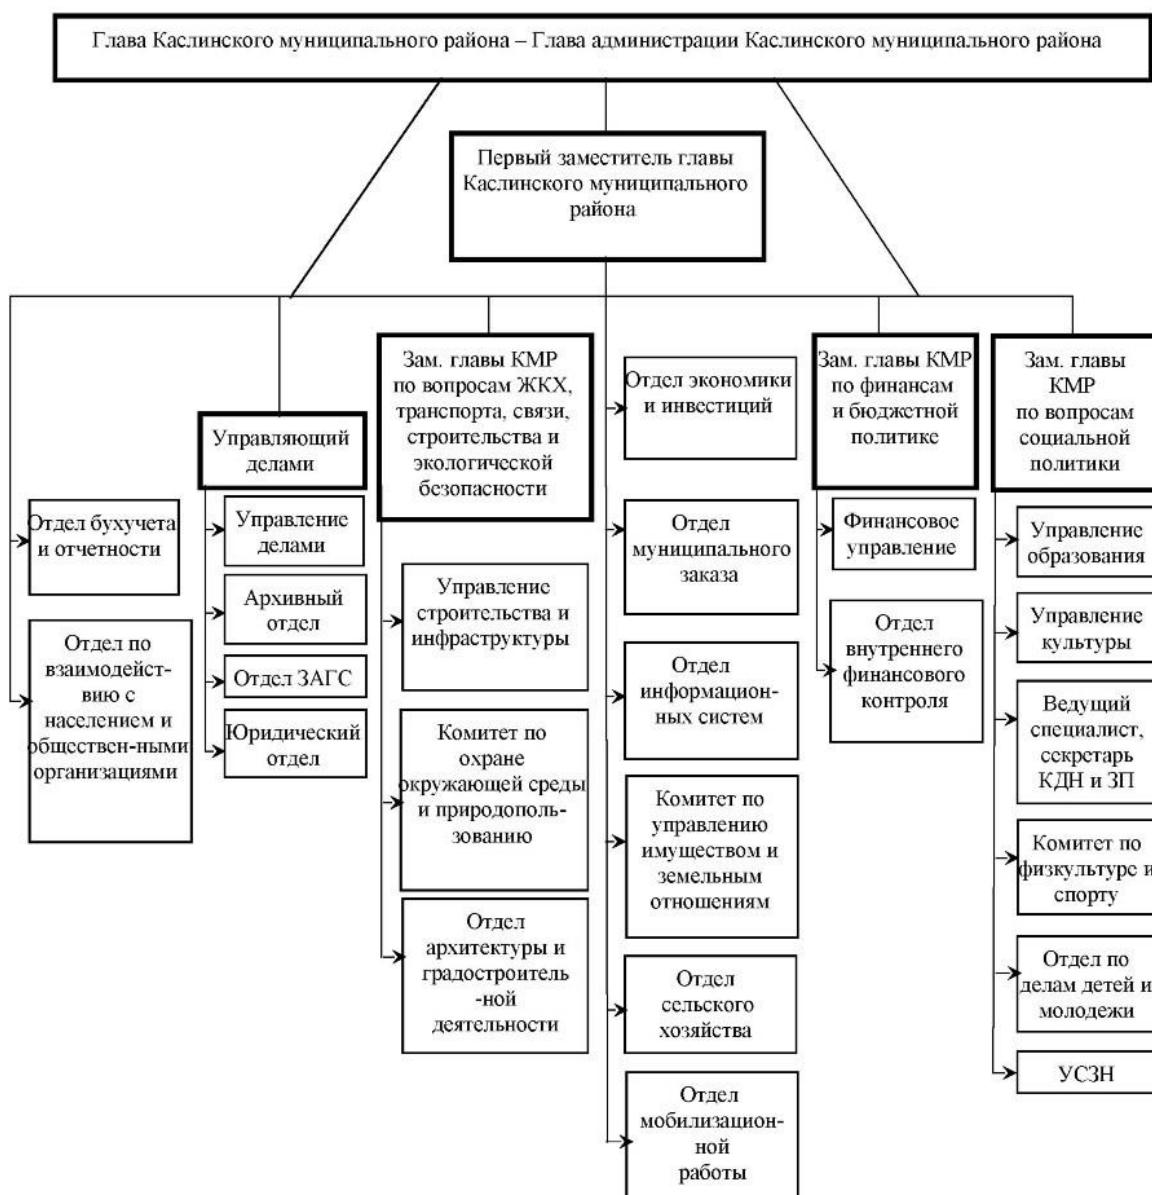 Глава Каслинского муниципального района – Глава администрации Каслинского муниципального района
Первый заместитель главы
Каслинского муниципального
района
Отдел бухучета
и отчетности
Отдел по
взаимодейст-
вию с
населением и
обществен-ными
организациями
Управляющий
делами
Управление
делами
Архивный
отдел
Отдел ЗАГС
Юридический
отдел
Зам. главы КМР
по вопросам ЖКХ,
транспорта, связи,
строительства и
экологической
безопасности
Управление
строительства и
инфраструктуры
Комитет по
охране
окружающей среды
и природополь-
зованию
Отдел
архитектуры и
градостроитель
-ной
деятельности
Отдел экономики
и инвестиций
Отдел
муниципального
заказа
Отдел
информацион-
ных систем
Комитет по
управлению
имуществом и
земельным
отношениям
Отдел
сельского
хозяйства
Отдел
мобилизацион-
ной
работы
Зам. главы КМР
по финансам
и бюджетной
политике
Финансовое
управление
Отдел
внутреннего
финансового
контроля
Зам. главы
КМР
по вопросам
социальной
политики
Управление
образования
Управление
культуры
Ведущий
специалист,
секретарь
КДН и ЗП
Комитет по
физкультуре и
спорту
Отдел по
делам детей и
молодежи
УСЗН